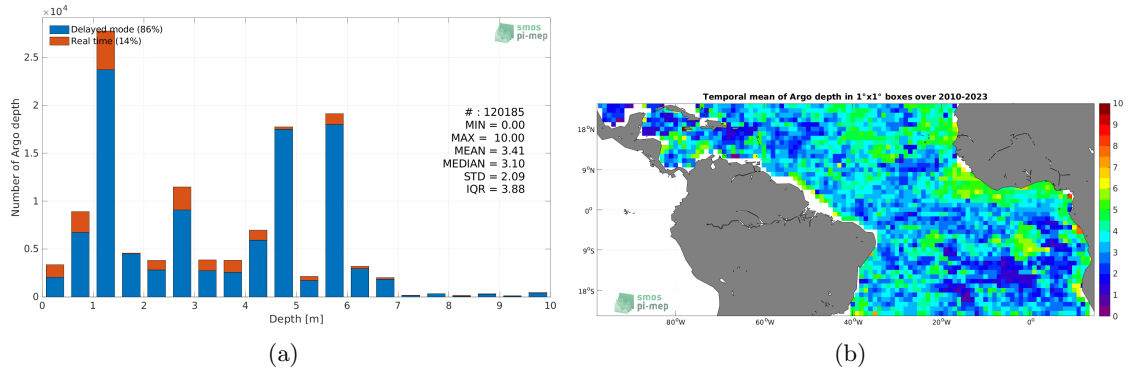 ×10⁴
Delayed mode (86%)
Real time (14%)
smos
pi-mep
Number of Argo depth
2.5
2
1.5
1
0.5
0
# : 120185
MIN = 0.00
MAX = 10.00
MEAN = 3.41
MEDIAN = 3.10
STD = 2.09
IQR = 3.88
0 1 2 3 4 5 6 7 8 9 10
Depth [m]
(a)
Temporal mean of Argo depth in 1°x1° boxes over 2010-2023
18°N
9°N
0°
9°S
18°S
80°W 60°W 40°W 20°W 0°
smos
pi-mep
10
9
8
7
6
5
4
3
2
1
0
(b)